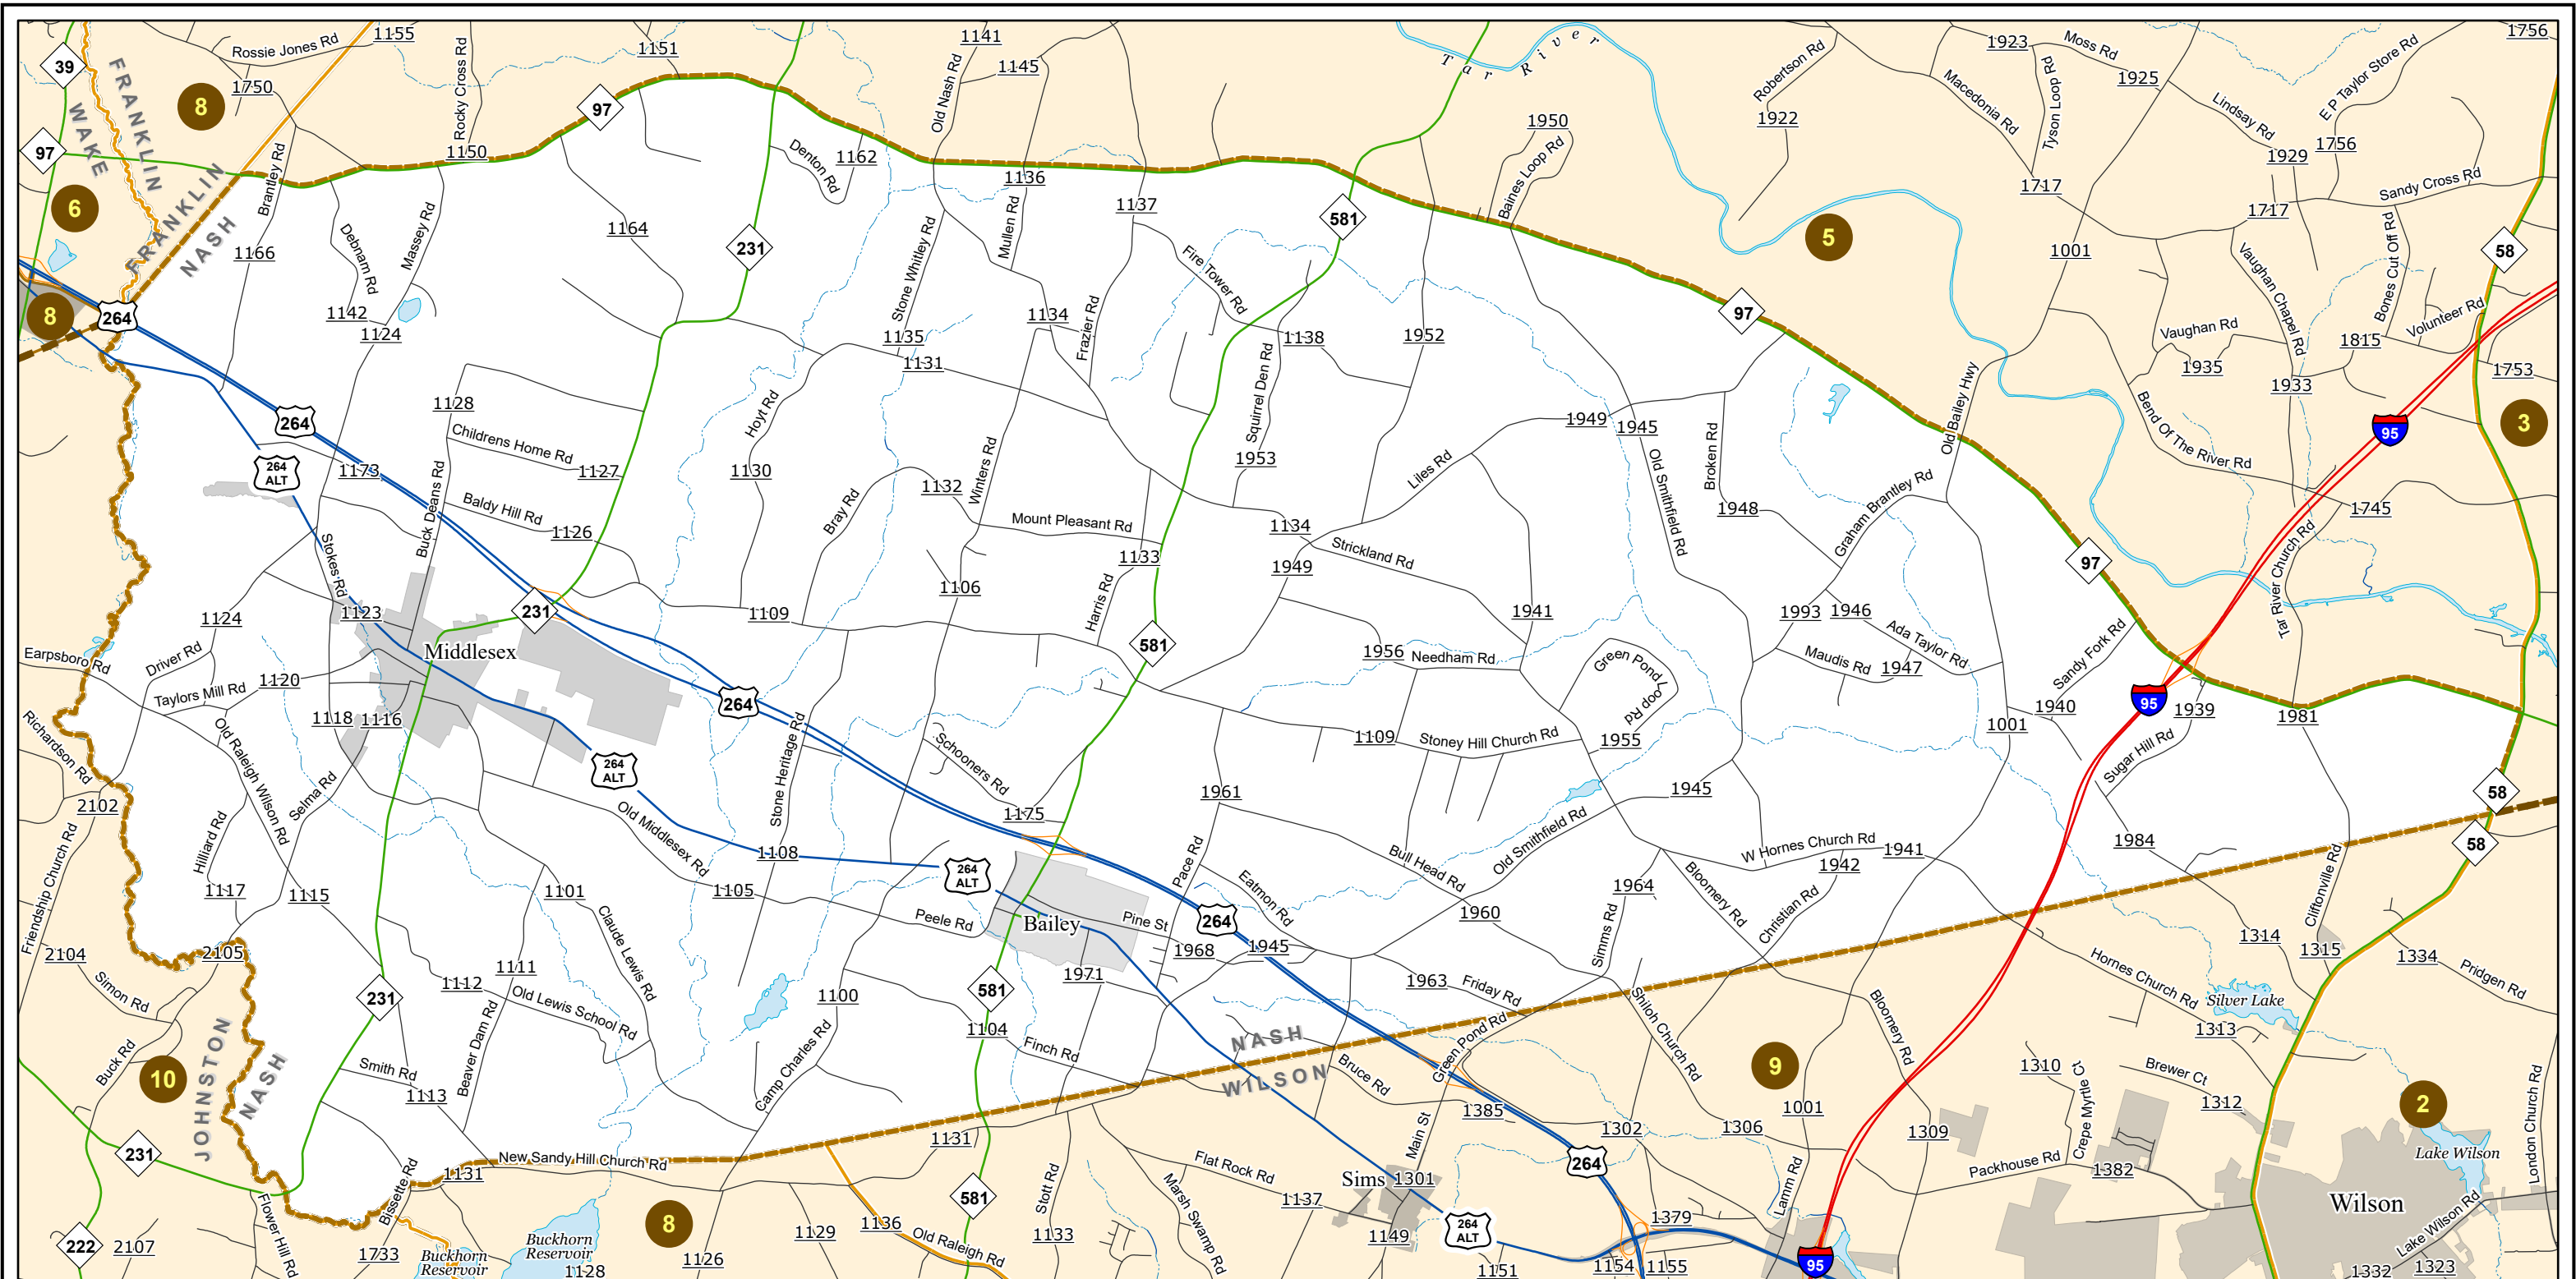 Rossie Jones Rd
1155
1151
1141
1145
Tar River
1923
Moss Rd
1756
39
FRANKLIN
WAKE
8
1750
Rocky Cross Rd
97
Old Nash Rd
Robertson Rd
Macedonia Rd
Tyson Loop Rd
1925
Lindsay Rd
E P Taylor Store Rd
1950
1922
97
1150
Denton Rd
1162
Baines Loop Rd
1929
1756
6
FRANKLIN
NASH
Brantley Rd
1136
1717
Sandy Cross Rd
Massey Rd
1137
581
1717
1164
231
Mullen Rd
5
58
1166
Debnam Rd
Stone Whitley Rd
Fire Tower Rd
1001
Vaughan Chapel Rd
Bones Cut Off Rd
8
264
1142
1124
1135
1134
Frazier Rd
1138
1952
97
Vaughan Rd
1815
Volunteer Rd
1131
1935
1933
1753
1128
Hoyt Rd
Squirrel Den Rd
Old Bailey Hwy
264
1949
1945
95
3
Childrens Home Rd
1127
1953
Bend Of The River Rd
264
ALT
1173
Buck Deans Rd
1130
Winters Rd
Liles Rd
Broken Rd
Baldy Hill Rd
1126
Bray Rd
1132
Mount Pleasant Rd
1134
Old Smithfield Rd
1948
Graham Brantley Rd
1745
Stokes Rd
1133
Strickland Rd
97
Tar River Church Rd
1106
1949
1124
1123
231
1109
Harris Rd
1941
1993
1946
Ada Taylor Rd
Sandy Fork Rd
Middlesex
581
Earpsboro Rd
Driver Rd
1956
Needham Rd
Green Pond Loop Rd
Maudis Rd
1947
Taylors Mill Rd
1120
264
95
1939
1981
1118
1116
1940
1001
Richardson Rd
Old Raleigh Wilson Rd
Stone Heritage Rd
Schooners Rd
1109
Stoney Hill Church Rd
1955
Sugar Hill Rd
264
ALT
Selma Rd
2102
1175
1961
1945
58
Hilliard Rd
Old Middlesex Rd
1108
Pace Rd
Bull Head Rd
Old Smithfield Rd
W Hornes Church Rd
1941
1984
58
Friendship Church Rd
264
ALT
1942
1117
1115
1101
1105
Eatmon Rd
1964
Bloomery Rd
Christian Rd
Cliftonville Rd
Claude Lewis Rd
Peele Rd
Bailey
Pine St
264
1960
Simms Rd
2104
2105
1968
1945
1314
1315
1334
1111
1971
1963
Friday Rd
Hornes Church Rd
Pridgen Rd
Simon Rd
231
1112
Old Lewis School Rd
1100
581
Shiloh Church Rd
Bloomery Rd
Silver Lake
1104
Finch Rd
NASH
WILSON
Green Pond Rd
1313
Buck Rd
10
JOHNSTON
NASH
Smith Rd
Beaver Dam Rd
Camp Charles Rd
Bruce Rd
9
1310
Crepe Myrtle Ct
Brewer Ct
1312
2
London Church Rd
1113
1385
1001
231
1131
Main St
1302
1306
1309
1131
New Sandy Hill Church Rd
264
Packhouse Rd
1382
Lake Wilson
Bissette Rd
581
Stott Rd
Flat Rock Rd
1137
Sims
1301
Lamm Rd
Marsh Swamp Rd
Wilson
Flower Hill Rd
8
1136
Old Raleigh Rd
264
ALT
1379
Lake Wilson Rd
222
2107
1733
Buckhorn
Reservoir
Buckhorn
Reservoir
1129
1133
1149
1128
1126
1151
1154
1155
95
1332
1323